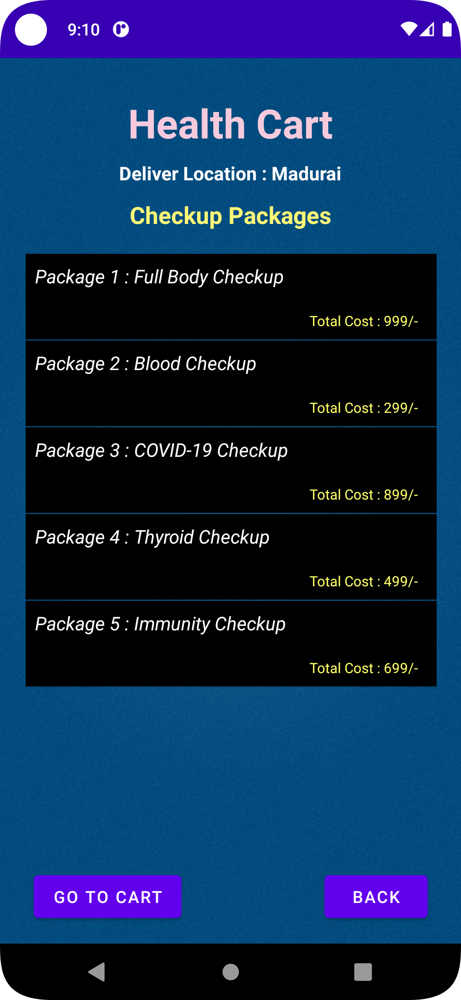 9:10
Health Cart
Deliver Location : Madurai
Checkup Packages
Package 1 : Full Body Checkup
Total Cost : 999/-
Package 2 : Blood Checkup
Total Cost : 299/-
Package 3 : COVID-19 Checkup
Total Cost : 899/-
Package 4 : Thyroid Checkup
Total Cost : 499/-
Package 5 : Immunity Checkup
Total Cost : 699/-
GO TO CART
BACK